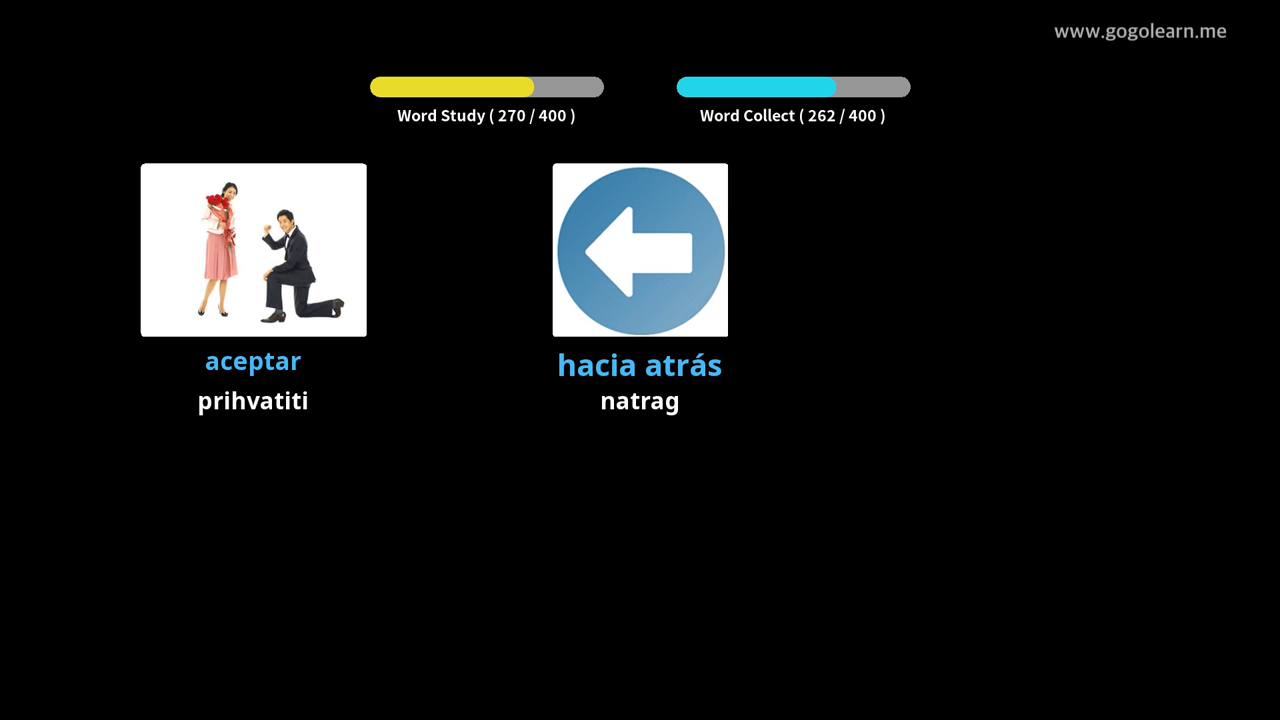 www.gogolearn.me
Word Study ( 270 / 400 )
Word Collect ( 262 / 400 )
aceptar
prihvatiti
hacia atrás
natrag